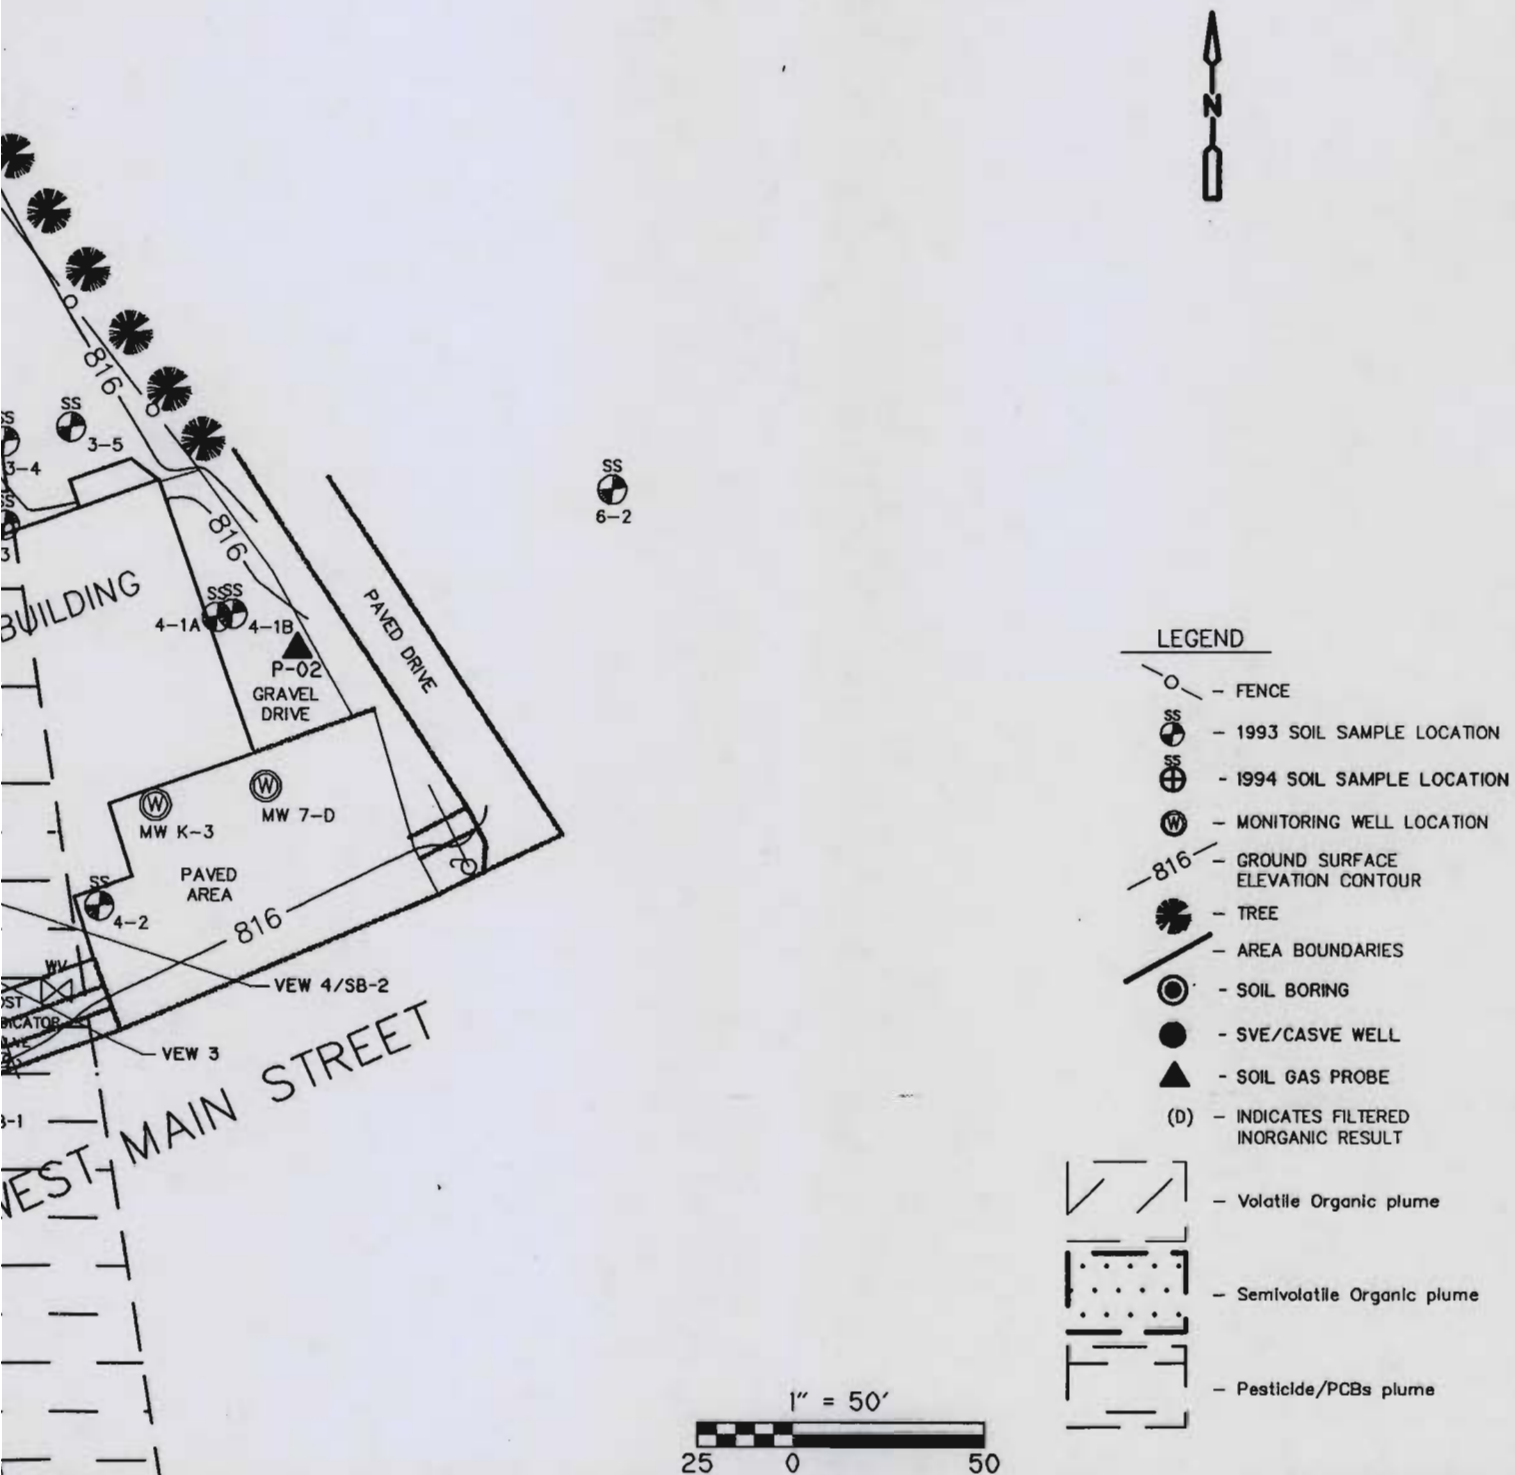 N
816
SS
SS
3-5
3-4
SS
SS
6-2
3
816
BUILDING
SS
SS
4-1A
4-1B
P-02
GRAVEL
DRIVE
PAVED DRIVE
W
W
MW K-3
MW 7-D
PAVED
AREA
SS
4-2
816
WV
VEW 4/SB-2
VEW 3
WEST MAIN STREET
LEGEND
- FENCE
SS
- 1993 SOIL SAMPLE LOCATION
SS
- 1994 SOIL SAMPLE LOCATION
W
- MONITORING WELL LOCATION
816
- GROUND SURFACE
ELEVATION CONTOUR
- TREE
- AREA BOUNDARIES
- SOIL BORING
- SVE/CASVE WELL
- SOIL GAS PROBE
(D) - INDICATES FILTERED
INORGANIC RESULT
- Volatile Organic plume
- Semivolatile Organic plume
- Pesticide/PCBs plume
1" = 50'
25 0 50